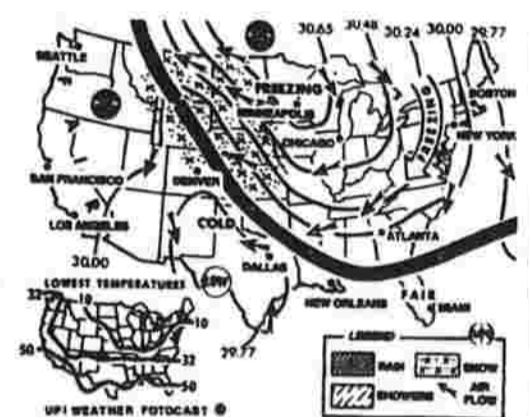 30.65 30.48 30.24 30.00 29.77
SEATTLE
FREEZING
MINNEAPOLIS
BOSTON
FREEZING
NEW YORK
CHICAGO
SAN FRANCISCO
DENVER
LOS ANGELES
COLD
ATLANTA
30.00
DALLAS
LOWEST TEMPERATURES
LOW
NEW ORLEANS
FAIR
MIAMI
32 10
10
50
32
50
29.77
LEGEND
RAIN
SNOW
SHOWERS
AIR
FLOW
UPI WEATHER FOTOCAST ©